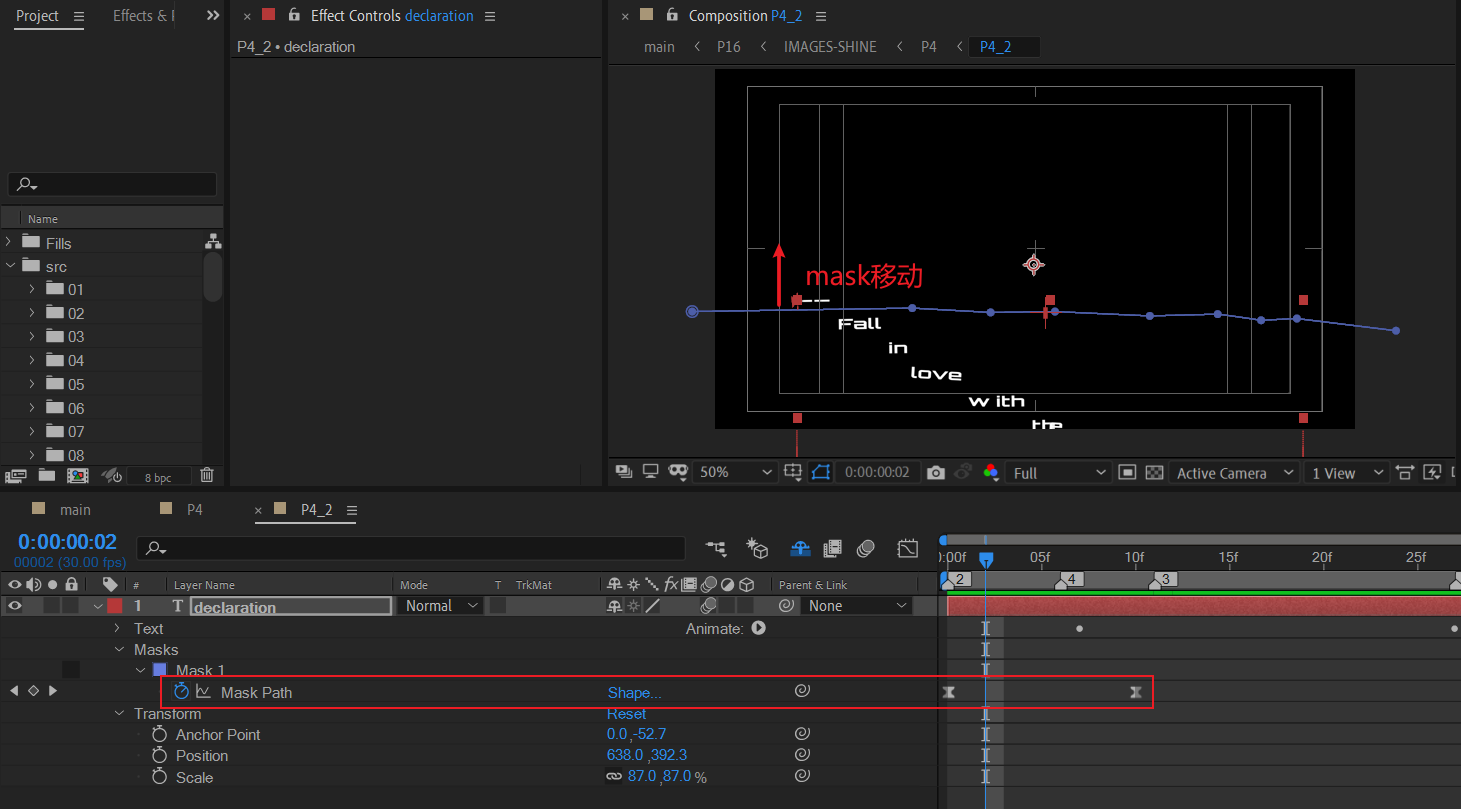 Project
Effects & P
Effect Controls declaration
Composition P4_2
P4_2 • declaration
main
P16
IMAGES-SHINE
P4
P4_2
Name
Fills
src
01
02
03
04
05
06
07
08
8 bpc
mask移动
---
Fall
in
love
w ith
the
50%
0:00:00:02
Full
Active Camera
1 View
main
P4
P4_2
0:00:00:02
00002 (30.00 fps)
):00f
05f
10f
15f
20f
25f
2
4
3
#
Layer Name
Mode
T
TrkMat
fx
Parent & Link
1
T
declaration
Normal
None
Text
Animate:
Masks
Mask 1
Mask Path
Shape...
Transform
Reset
Anchor Point
0.0,-52.7
Position
638.0,392.3
Scale
87.0,87.0%